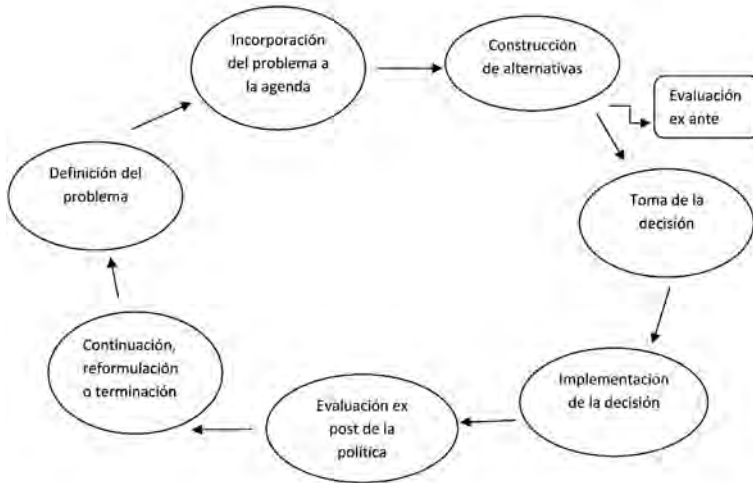 Incorporación
del problema a
la agenda
Construcción
de alternativas
Evaluación
ex ante
Toma de la
decisión
Implementación
de la decisión
Evaluación ex
post de la
política
Continuación,
reformulación
o terminación
Definición del
problema